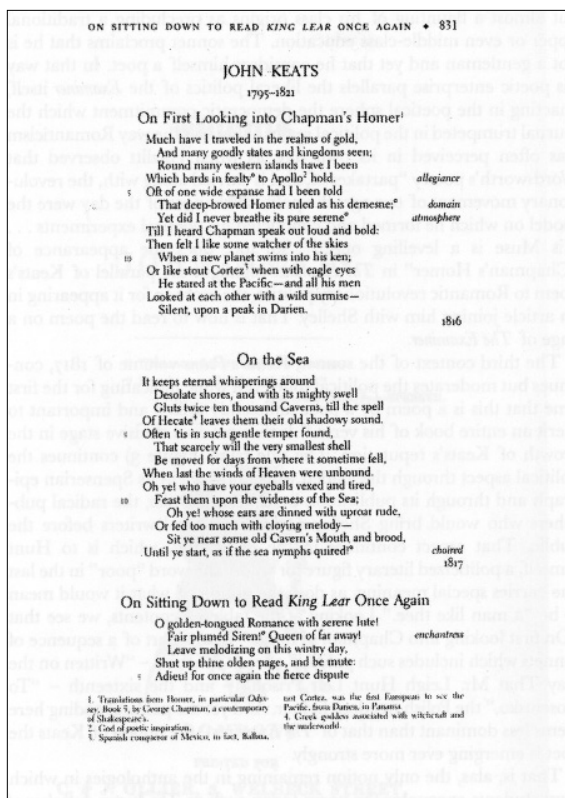 ON SITTING DOWN TO READ KING LEAR ONCE AGAIN ✦ 831
JOHN KEATS
1795–1821
On First Looking into Chapman's Homer¹
Much have I traveled in the realms of gold,
And many goodly states and kingdoms seen;
Round many western islands have I been
Which bards in fealty° to Apollo² hold. allegiance
5 Oft of one wide expanse had I been told
That deep-browed Homer ruled as his demesne;° domain
Yet did I never breathe its pure serene° atmosphere
Till I heard Chapman speak out loud and bold:
Then felt I like some watcher of the skies
10 When a new planet swims into his ken;
Or like stout Cortez³ when with eagle eyes
He stared at the Pacific—and all his men
Looked at each other with a wild surmise—
Silent, upon a peak in Darien.
1816
On the Sea
It keeps eternal whisperings around
Desolate shores, and with its mighty swell
Gluts twice ten thousand Caverns, till the spell
Of Hecate⁴ leaves them their old shadowy sound.
5 Often 'tis in such gentle temper found,
That scarcely will the very smallest shell
Be moved for days from where it sometime fell,
When last the winds of Heaven were unbound.
Oh ye! who have your eyeballs vexed and tired,
10 Feast them upon the wideness of the Sea;
Oh ye! whose ears are dinned with uproar rude,
Or fed too much with cloying melody—
Sit ye near some old Cavern's Mouth and brood,
Until ye start, as if the sea nymphs quired!° choired
1817
On Sitting Down to Read King Lear Once Again
O golden-tongued Romance with serene lute!
Fair pluméd Siren!° Queen of far away! enchantress
Leave melodizing on this wintry day,
Shut up thine olden pages, and be mute:
5 Adieu! for once again the fierce dispute
1. Translations from Homer, in particular Odyssey, Book 5, by George Chapman, a contemporary
of Shakespeare's.
2. God of poetic inspiration.
3. Spanish conqueror of Mexico, in fact, Balboa,
not Cortez, was the first European to see the
Pacific, from Darien, in Panama.
4. Greek goddess associated with witchcraft and
the underworld.